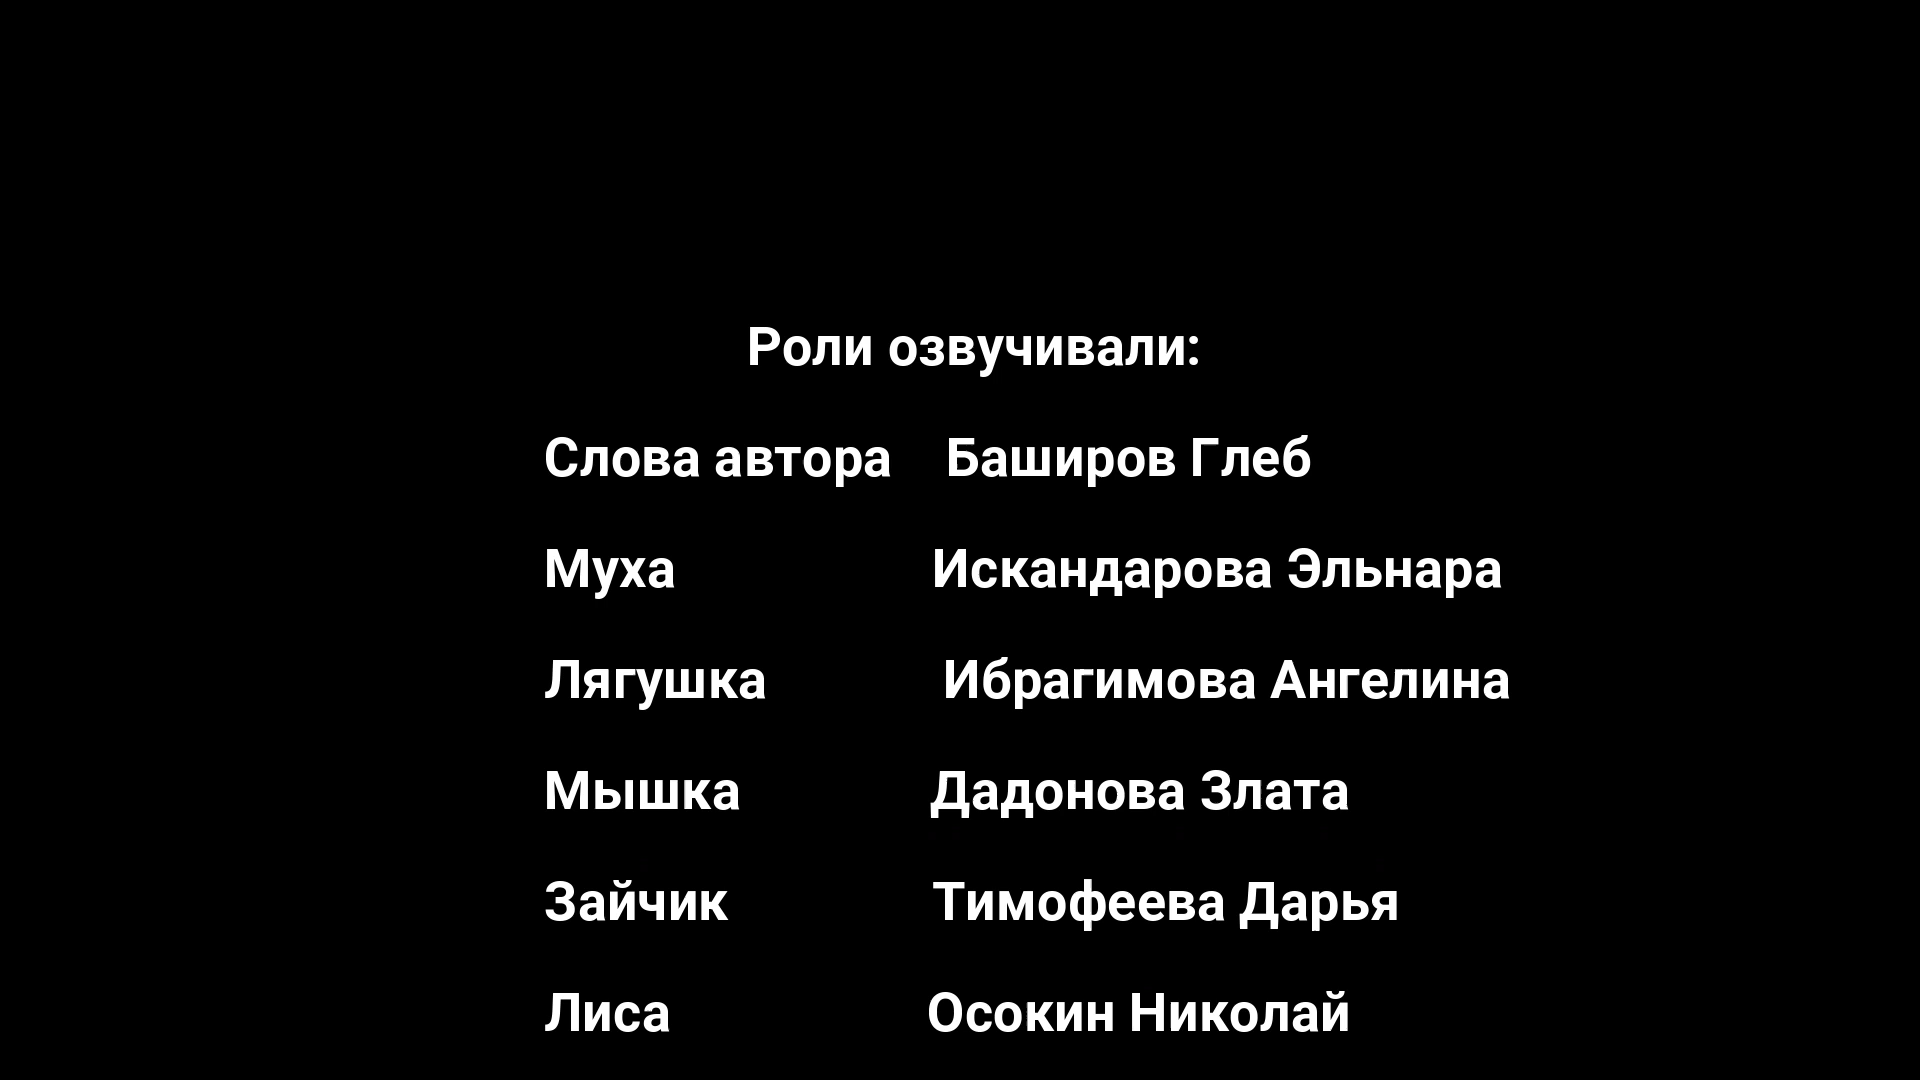 Роли озвучивали:
Слова автора Баширов Глеб
Муха Искандарова Эльнара
Лягушка Ибрагимова Ангелина
Мышка Дадонова Злата
Зайчик Тимофеева Дарья
Лиса Осокин Николай